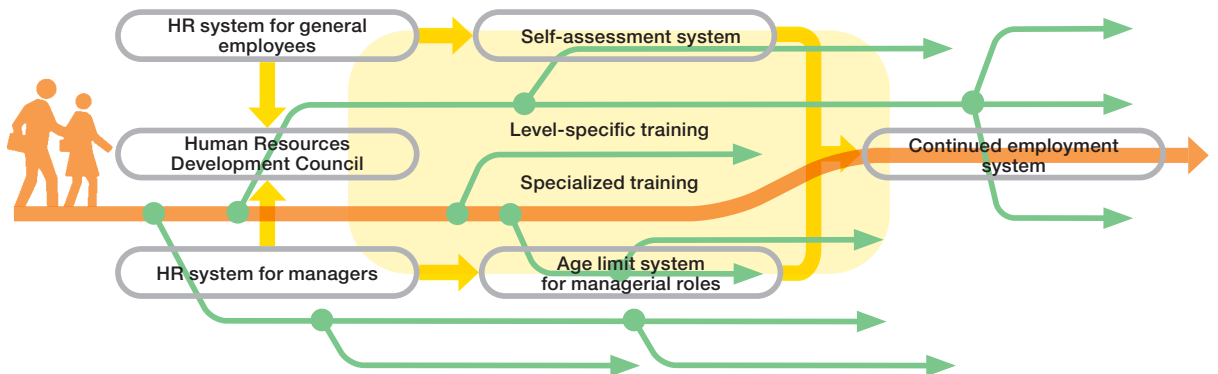 HR system for general
employees
Self-assessment system
Human Resources
Development Council
Level-specific training
Specialized training
Continued employment
system
HR system for managers
Age limit system
for managerial roles